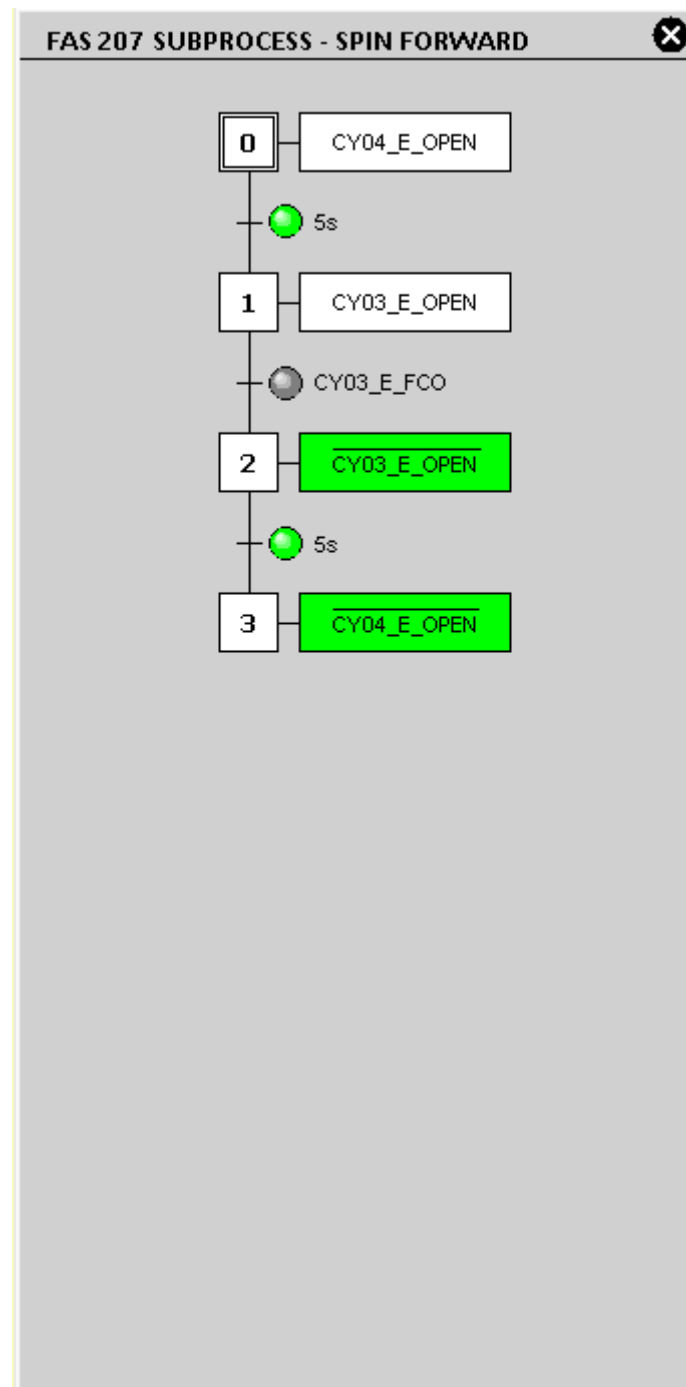 FAS 207 SUBPROCESS - SPIN FORWARD
0 CY04_E_OPEN
5s
1 CY03_E_OPEN
CY03_E_FCO
2 CY03_E_OPEN
5s
3 CY04_E_OPEN